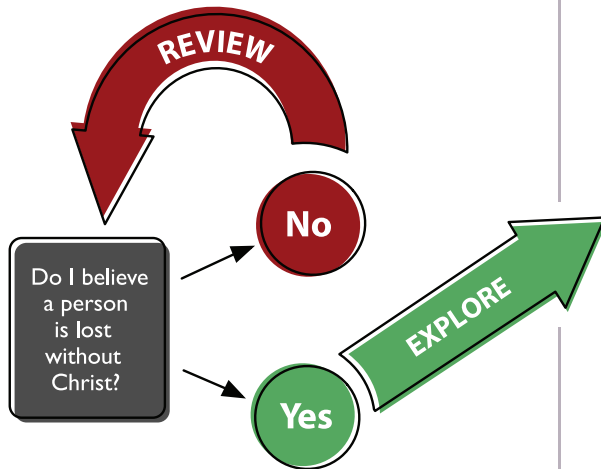 REVIEW
No
Do I believe
a person
is lost
without
Christ?
EXPLORE
Yes